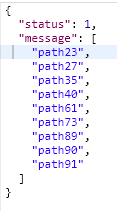 {
  "status": 1,
  "message": [
    "path23",
    "path27",
    "path35",
    "path40",
    "path61",
    "path73",
    "path89",
    "path90",
    "path91"
  ]
}